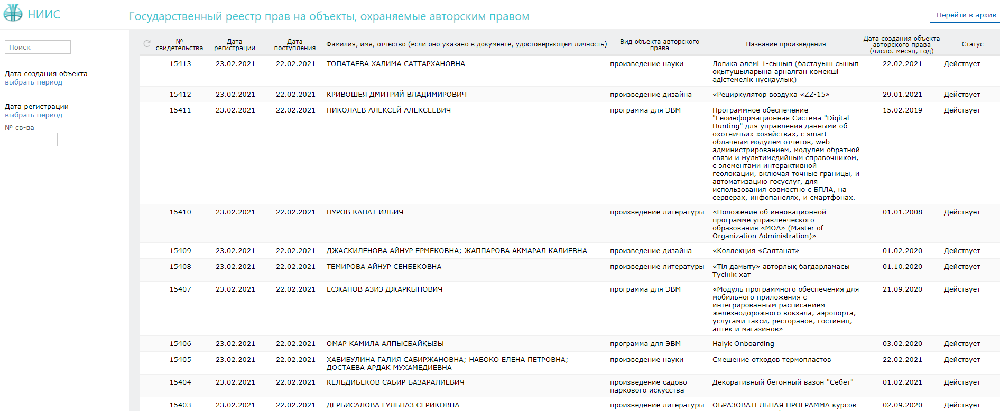 НИИС
Государственный реестр прав на объекты, охраняемые авторским правом
Перейти в архив
Поиск
Дата создания объекта
выбрать период
Дата регистрации
выбрать период
№ св-ва
№ свидетельства
Дата регистрации
Дата поступления
Фамилия, имя, отчество (если оно указано в документе, удостоверяющем личность)
Вид объекта авторского права
Название произведения
Дата создания объекта авторского права (число. месяц, год)
Статус
15413 23.02.2021 22.02.2021 ТОПАТАЕВА ХАЛИМА САТТАРХАНОВНА произведение науки Логика әлемі 1-сынып (бастауыш сынып 22.02.2021 Действует
оқытушыларына арналған көмекші
әдістемелік нұсқаулық)
15412 23.02.2021 22.02.2021 КРИВОШЕЯ ДМИТРИЙ ВЛАДИМИРОВИЧ произведение дизайна «Рециркулятор воздуха «ZZ-15» 29.01.2021 Действует
15411 23.02.2021 22.02.2021 НИКОЛАЕВ АЛЕКСЕЙ АЛЕКСЕЕВИЧ программа для ЭВМ Программное обеспечение 15.02.2019 Действует
"Геоинформационная Система "Digital
Hunting" для управления данными об
охотничьих хозяйствах, с smart
облачным модулем отчетов, web
администрированием, модулем обратной
связи и мультимедийным справочником,
с элементами интерактивной
геолокации, включая точные границы, и
автоматизацию госуслуг, для
использования совместно с БПЛА, на
серверах, инфопанелях, и смартфонах.
15410 23.02.2021 22.02.2021 НУРОВ КАНАТ ИЛЬИЧ произведение литературы «Положение об инновационной 01.01.2008 Действует
программе управленческого
образования «МОА» (Master of
Organization Administration)»
15409 23.02.2021 22.02.2021 ДЖАСКИЛЕНОВА АЙНУР ЕРМЕКОВНА; ЖАППАРОВА АКМАРАЛ КАЛИЕВНА произведение дизайна «Коллекция «Салтанат» 01.02.2020 Действует
15408 23.02.2021 22.02.2021 ТЕМИРОВА АЙНУР СЕНБЕКОВНА произведение литературы «Тіл дамыту» авторлық бағдарламасы 01.10.2020 Действует
Түсінік хат
15407 23.02.2021 22.02.2021 ЕСЖАНОВ АЗИЗ ДЖАРКЫНОВИЧ программа для ЭВМ «Модуль программного обеспечения для 21.09.2020 Действует
мобильного приложения с
интегрированным расписанием
железнодорожного вокзала, аэропорта,
услугами такси, ресторанов, гостиниц,
аптек и магазинов»
15406 23.02.2021 22.02.2021 ОМАР КАМИЛА АЛПЫСБАЙҚЫЗЫ программа для ЭВМ Halyk Onboarding 03.02.2020 Действует
15405 23.02.2021 22.02.2021 ХАБИБУЛИНА ГАЛИЯ САБИРЖАНОВНА; НАБОКО ЕЛЕНА ПЕТРОВНА; произведение науки Смешение отходов термопластов 22.02.2021 Действует
ДОСТАЕВА АРДАК МУХАМЕДИЕВНА
15404 23.02.2021 22.02.2021 КЕЛЬДИБЕКОВ САБИР БАЗАРАЛИЕВИЧ произведение садово- Декоративный бетонный вазон "Себет" 01.02.2021 Действует
паркового искусства
15403 23.02.2021 22.02.2021 ДЕРБИСАЛОВА ГУЛЬНАЗ СЕРИКОВНА произведение литературы ОБРАЗОВАТЕЛЬНАЯ ПРОГРАММА курсов 02.09.2020 Действует